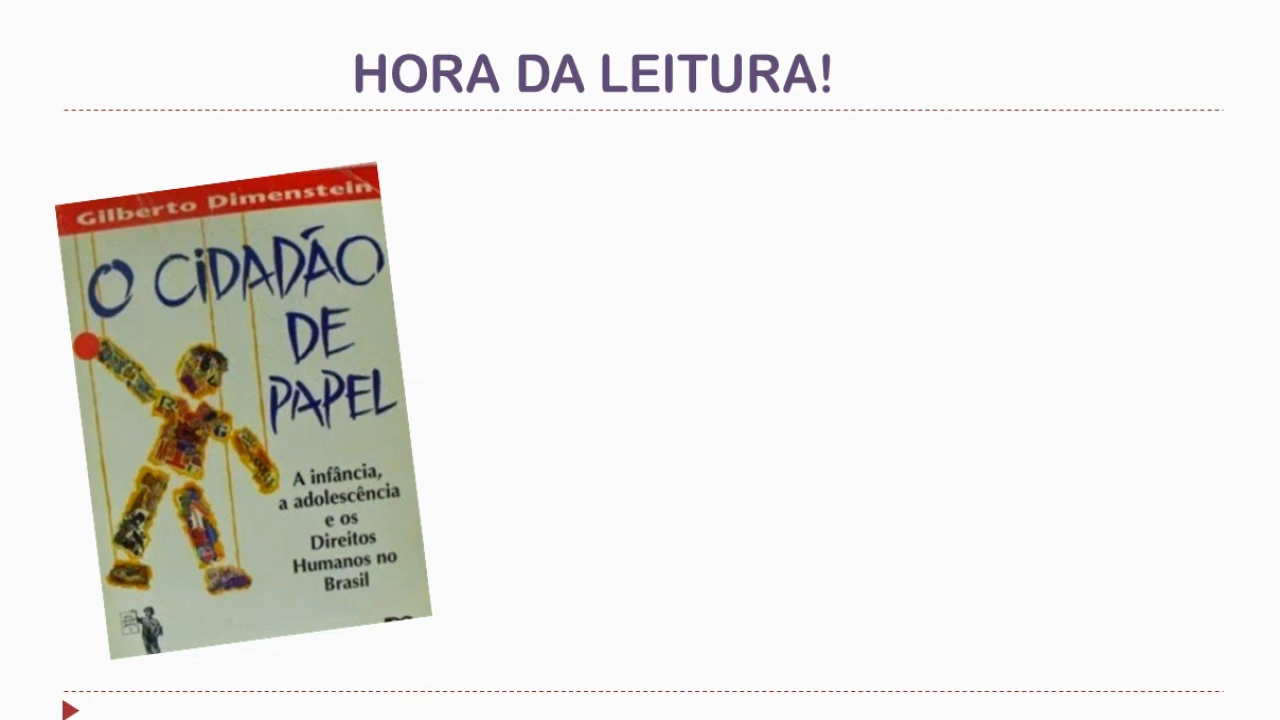 HORA DA LEITURA!
Gilberto Dimenstein
O CiDADÃO
DE
PAPEL
A infância,
a adolescência
e os
Direitos
Humanos no
Brasil